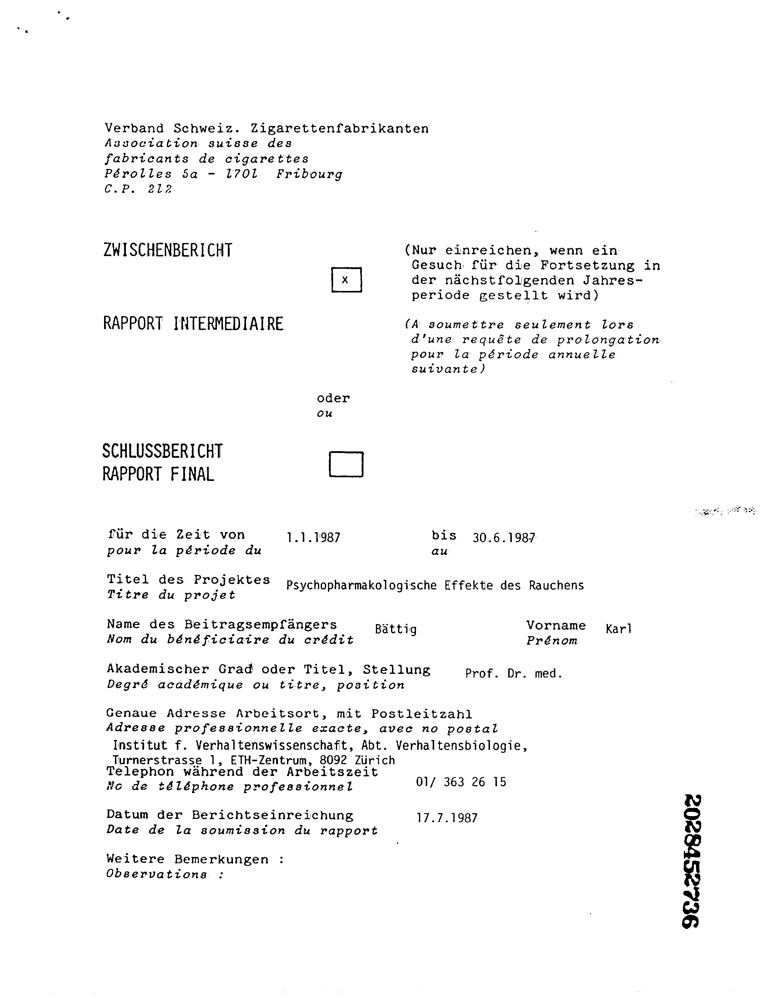 Verband Schweiz. Zigarettenfabrikanten
Association suisse des
fabricants de cigarettes
Pérolles 5a - 1701 Fribourg
C.P. 212
ZWISCHENBERICHT
x
(Nur einreichen, wenn ein
Gesuch für die Fortsetzung in
der nächstfolgenden Jahres-
periode gestellt wird)
RAPPORT INTERMEDIAIRE
(A soumettre seulement lors
d'une requête de prolongation
pour la période annuelle
suivante)
oder
ou
SCHLUSSBERICHT
RAPPORT FINAL
für die Zeit von 1.1.1987 bis 30.6.1987
pour la période du au
Titel des Projektes Psychopharmakologische Effekte des Rauchens
Titre du projet
Name des Beitragsempfängers Bättig Vorname Karl
Nom du bénéficiaire du crédit Prénom
Akademischer Grad oder Titel, Stellung Prof. Dr. med.
Degré académique ou titre, position
Genaue Adresse Arbeitsort, mit Postleitzahl
Adresse professionnelle exacte, avec no postal
Institut f. Verhaltenswissenschaft, Abt. Verhaltensbiologie,
Turnerstrasse 1, ETH-Zentrum, 8092 Zürich
Telephon während der Arbeitszeit 01/ 363 26 15
No de téléphone professionnel
Datum der Berichtseinreichung 17.7.1987
Date de la soumission du rapport
Weitere Bemerkungen :
Observations :
2028452736